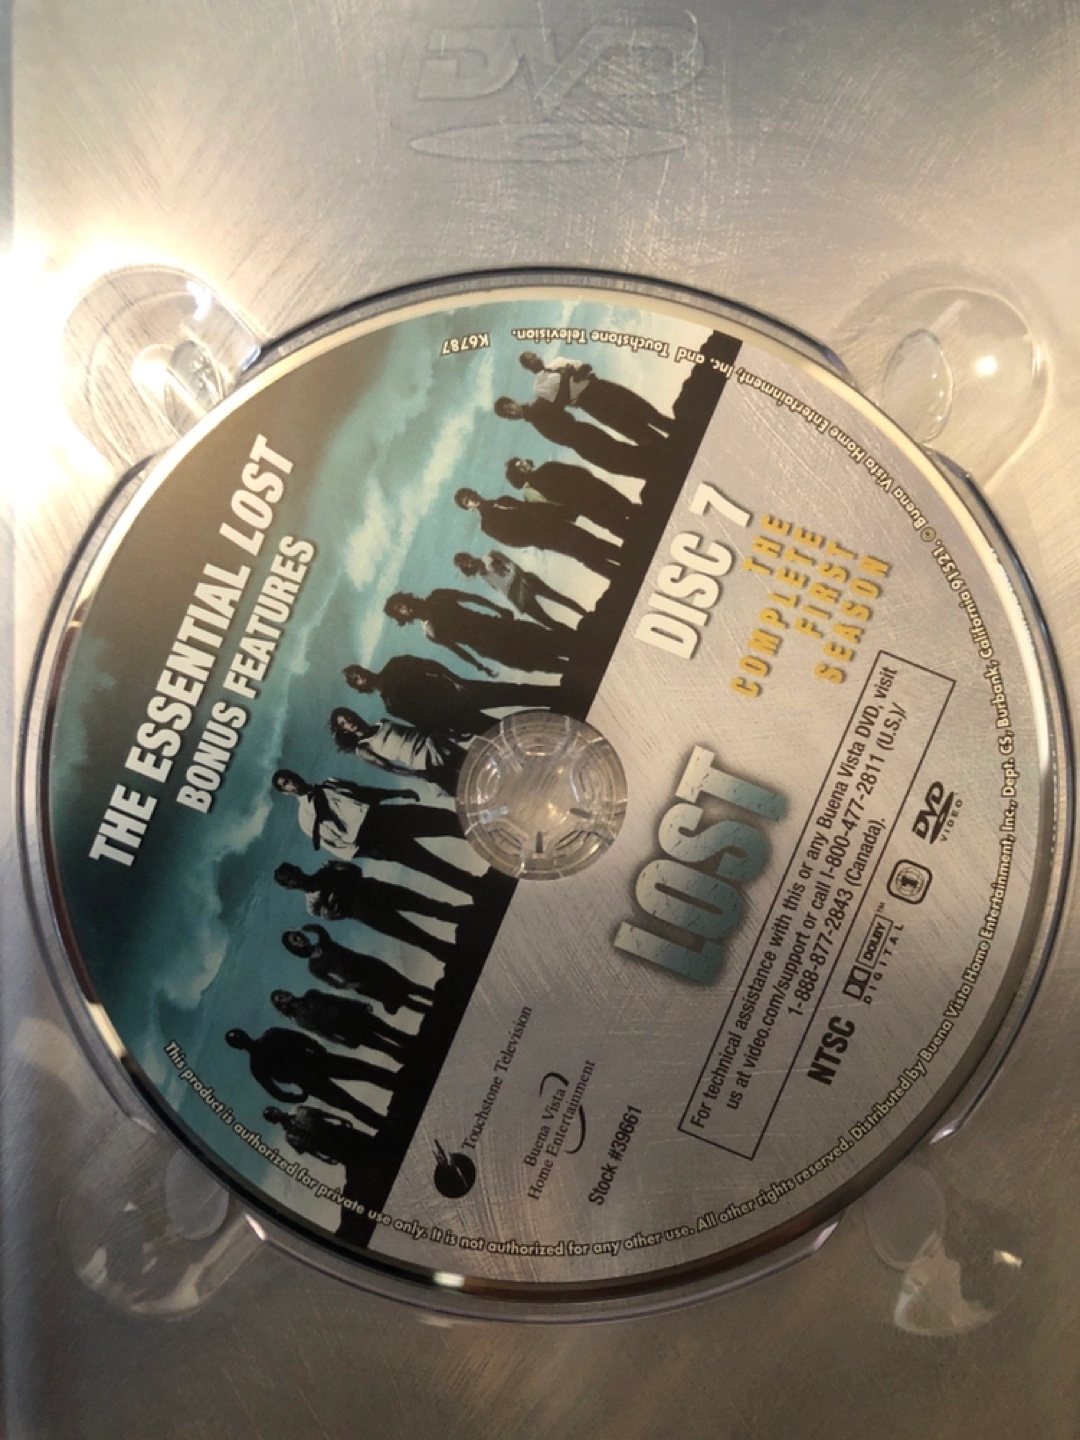 DVD
THE ESSENTIAL LOST
BONUS FEATURES
DISC 7
THE
COMPLETE
FIRST
SEASON
LOST
For technical assistance with this or any Buena Vista DVD, visit
us at video.com/support or call 1-800-477-2811 (U.S.)/
1-888-877-2843 (Canada).
NTSC
DOLBY™
DIGITAL
1
DVD
VIDEO
Touchstone Television
Buena Vista
Home Entertainment
Stock #39661
This product is authorized for private use only. It is not authorized for any other use. All other rights reserved. Distributed by Buena Vista Home Entertainment, Inc., Dept. CS, Burbank, California 91521. © Buena Vista Home Entertainment, Inc. and Touchstone Television.
K6787